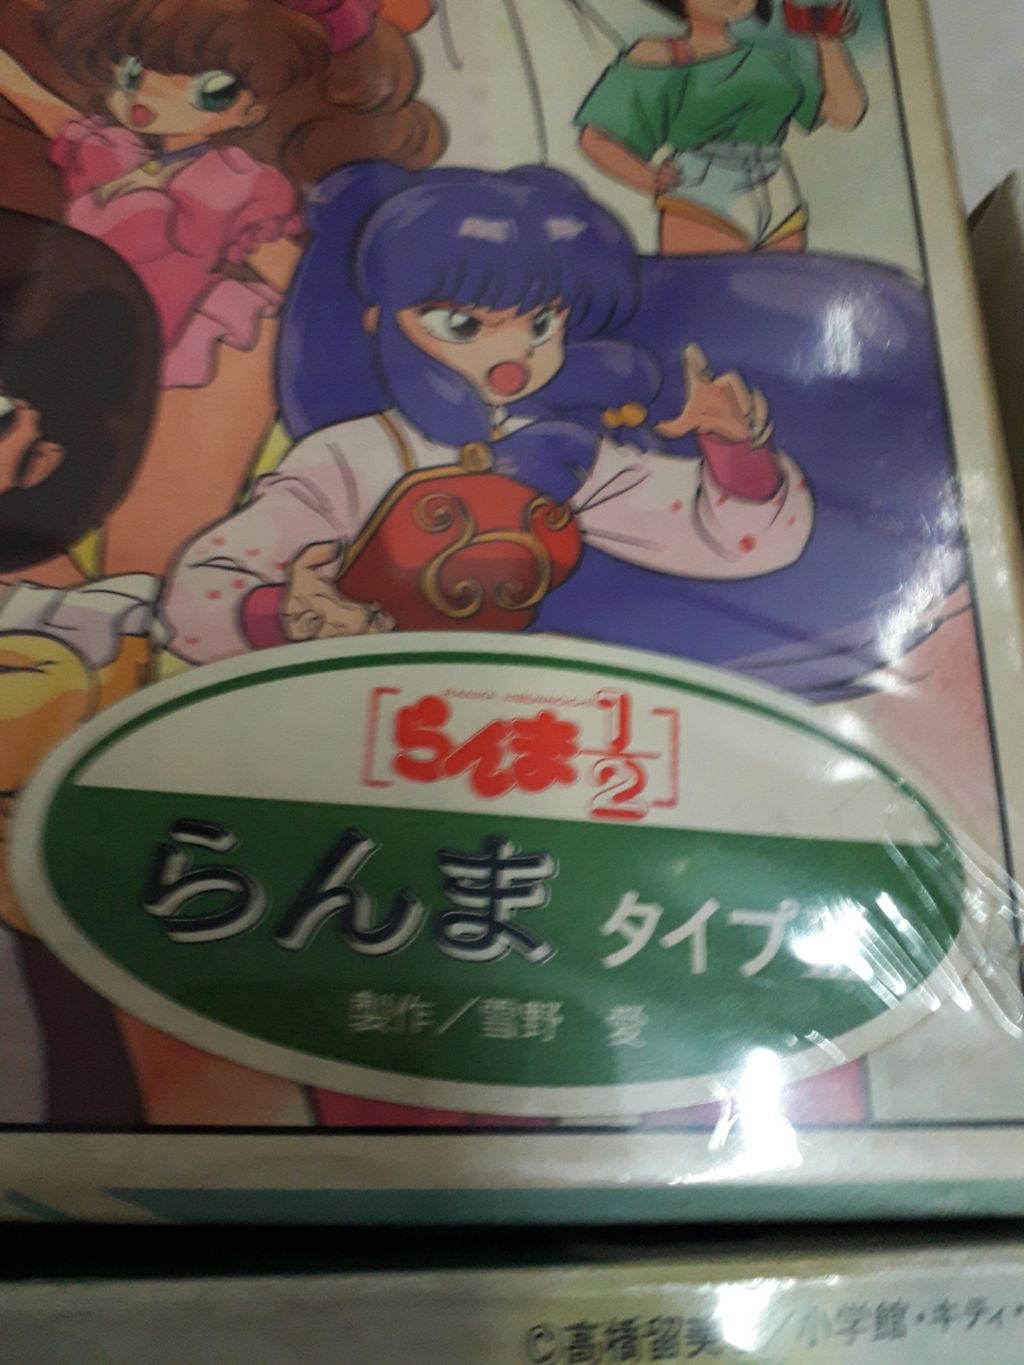 [らんま1/2]
らんま タイプ
製作／雪野 愛
©高橋留美 /小学館・キティ・